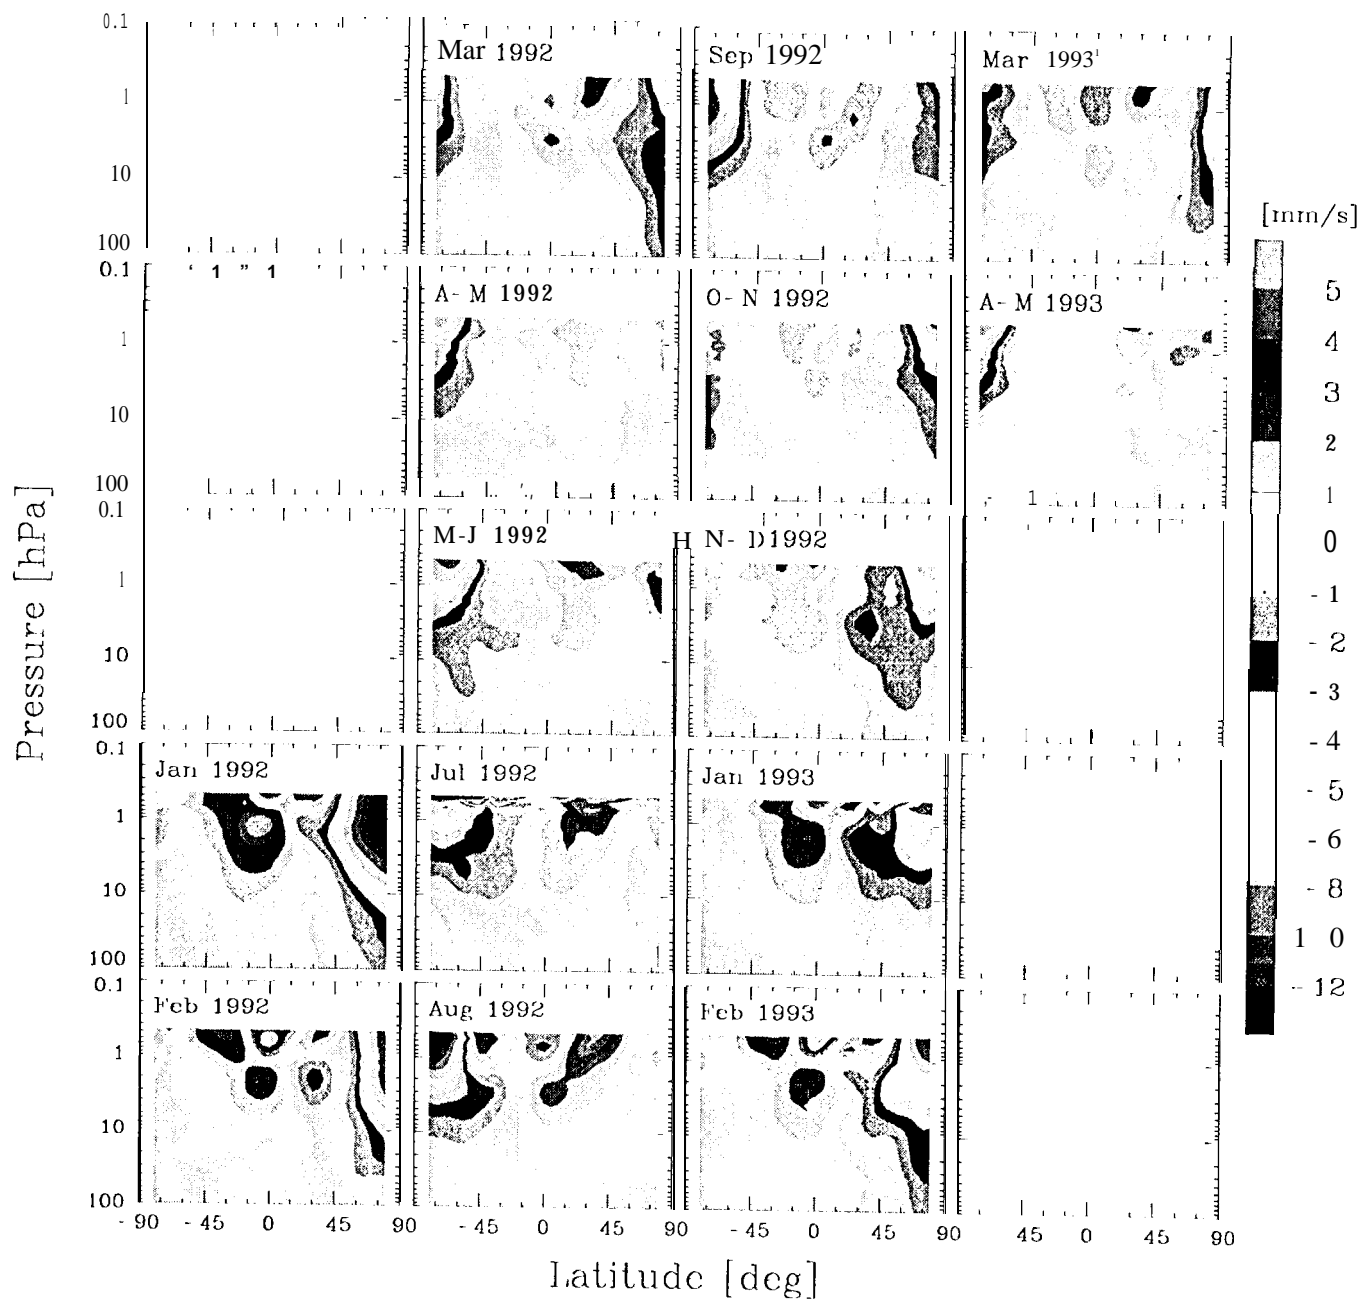 0.1
Mar 1992
Sep 1992
Mar 1993
1
10
100
[mm/s]
0.1
A- M 1992
O- N 1992
A- M 1993
1
10
100
5
4
3
2
1
0
- 1
- 2
- 3
- 4
- 5
- 6
- 8
1 0
- 12
Pressure [hPa]
0.1
M-J 1992
H N- D 1992
1
10
100
0.1
Jan 1992
Jul 1992
Jan 1993
1
10
100
0.1
Feb 1992
Aug 1992
Feb 1993
1
10
100
- 90 - 45 0 45 90 - 45 0 45 90 - 45 0 45 45 0 45 90
Latitude [deg]